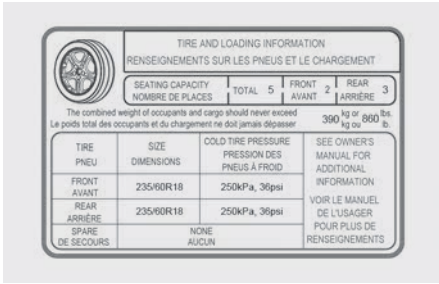 TIRE AND LOADING INFORMATION
RENSEIGNEMENTS SUR LES PNEUS ET LE CHARGEMENT
SEATING CAPACITY
NOMBRE DE PLACES
TOTAL 5
FRONT
AVANT
2
REAR
ARRIÈRE
3
The combined weight of occupants and cargo should never exceed
Le poids total des occupants et du chargement ne doit jamais dépasser
390 kg or 860 lbs.
kg ou lb.
TIRE
PNEU
SIZE
DIMENSIONS
COLD TIRE PRESSURE
PRESSION DES
PNEUS À FROID
SEE OWNER'S
MANUAL FOR
ADDITIONAL
INFORMATION
VOIR LE MANUEL
DE L'USAGER
POUR PLUS DE
RENSEIGNEMENTS
FRONT
AVANT
235/60R18
250kPa, 36psi
REAR
ARRIÈRE
235/60R18
250kPa, 36psi
SPARE
DE SECOURS
NONE
AUCUN